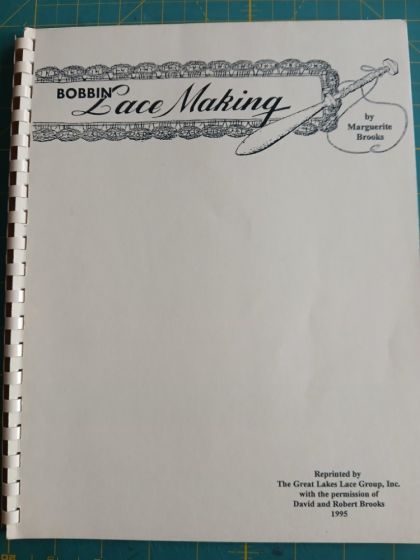 BOBBIN
Lace Making
by
Marguerite
Brooks
Reprinted by
The Great Lakes Lace Group, Inc.
with the permission of
David and Robert Brooks
1995